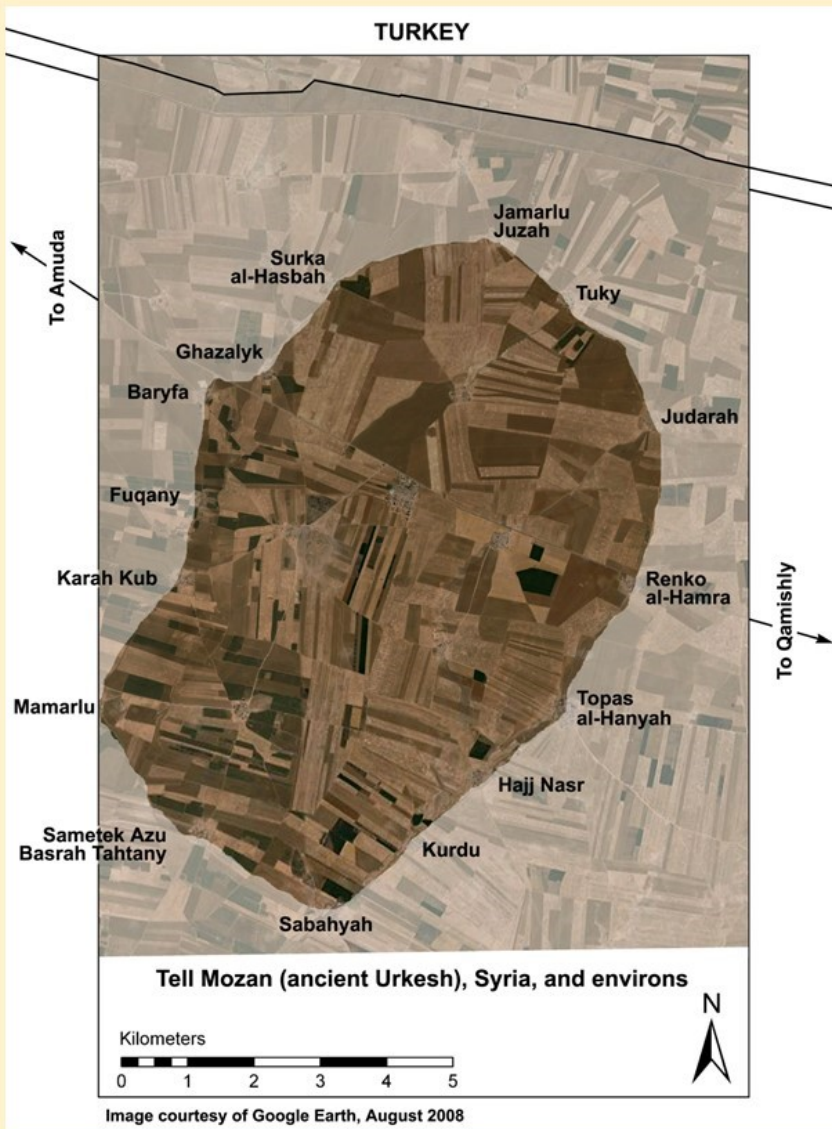 TURKEY
Jamarlu
Juzah
Surka
al-Hasbah
To Amuda
Tuky
Ghazalyk
Baryfa
Judarah
Fuqany
Karah Kub
Renko
al-Hamra
To Qamishly
Mamarlu
Topas
al-Hanyah
Hajj Nasr
Sametek Azu
Basrah Tahtany
Kurdu
Sabahyah
Tell Mozan (ancient Urkesh), Syria, and environs
N
Kilometers
0 1 2 3 4 5
Image courtesy of Google Earth, August 2008